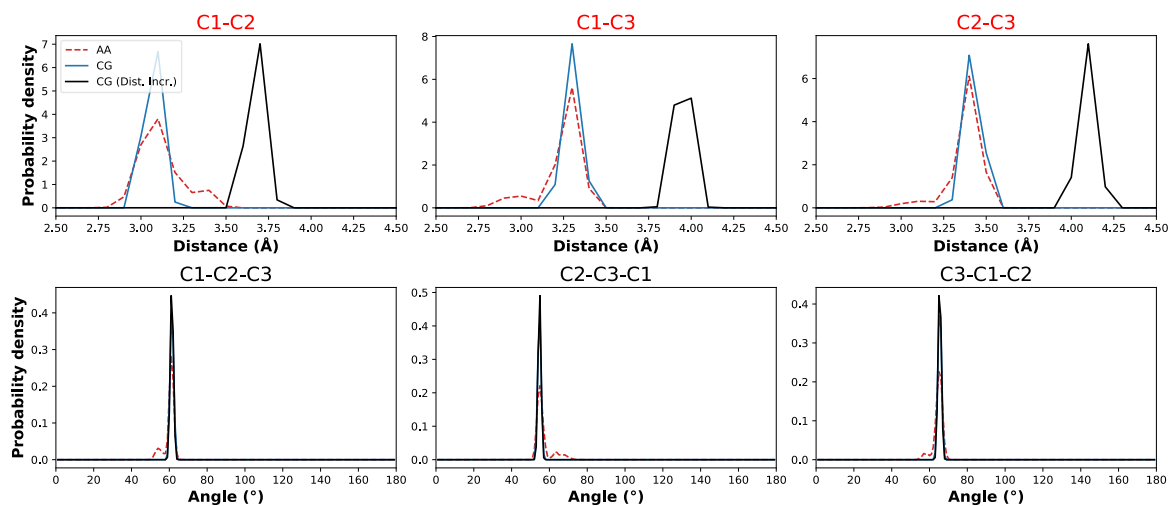 C1-C2
C1-C3
C2-C3
Probability density
7
6
5
4
3
2
1
0
AA
CG
CG (Dist. Incr.)
8
6
4
2
0
6
4
2
0
2.50 2.75 3.00 3.25 3.50 3.75 4.00 4.25 4.50
2.50 2.75 3.00 3.25 3.50 3.75 4.00 4.25 4.50
2.50 2.75 3.00 3.25 3.50 3.75 4.00 4.25 4.50
Distance (Å)
Distance (Å)
Distance (Å)
C1-C2-C3
C2-C3-C1
C3-C1-C2
Probability density
0.4
0.3
0.2
0.1
0.0
0.5
0.4
0.3
0.2
0.1
0.0
0.4
0.3
0.2
0.1
0.0
0 20 40 60 80 100 120 140 160 180
0 20 40 60 80 100 120 140 160 180
0 20 40 60 80 100 120 140 160 180
Angle (°)
Angle (°)
Angle (°)